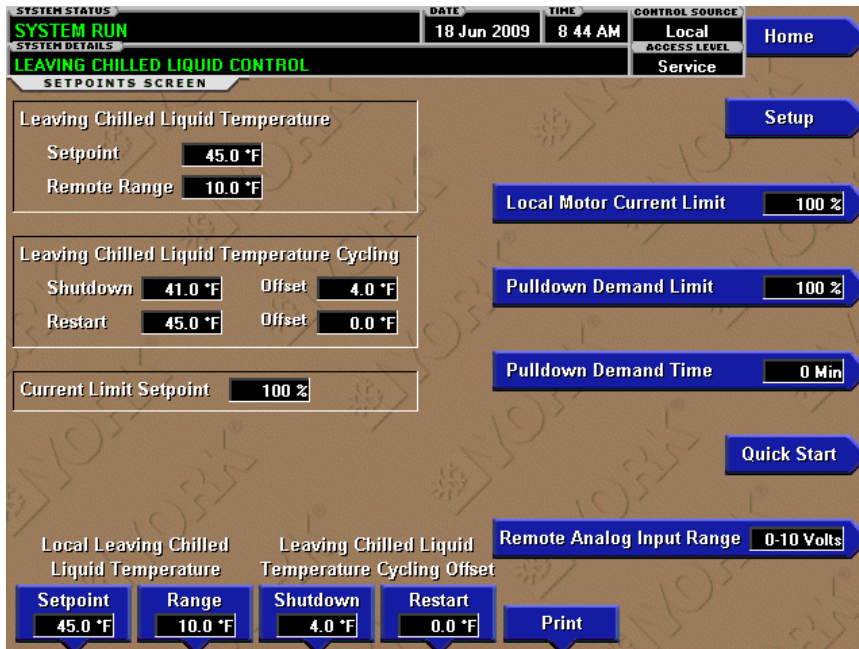 SYSTEM STATUS
SYSTEM RUN
DATE
18 Jun 2009
TIME
8 44 AM
CONTROL SOURCE
Local
Home
SYSTEM DETAILS
LEAVING CHILLED LIQUID CONTROL
ACCESS LEVEL
Service
SETPOINTS SCREEN
Setup
Leaving Chilled Liquid Temperature
Setpoint 45.0 °F
Remote Range 10.0 °F
Local Motor Current Limit 100 %
Leaving Chilled Liquid Temperature Cycling
Shutdown 41.0 °F Offset 4.0 °F
Restart 45.0 °F Offset 0.0 °F
Pulldown Demand Limit 100 %
Pulldown Demand Time 0 Min
Current Limit Setpoint 100 %
Quick Start
Remote Analog Input Range 0-10 Volts
Local Leaving Chilled
Liquid Temperature
Leaving Chilled Liquid
Temperature Cycling Offset
Setpoint
45.0 °F
Range
10.0 °F
Shutdown
4.0 °F
Restart
0.0 °F
Print
YORK®